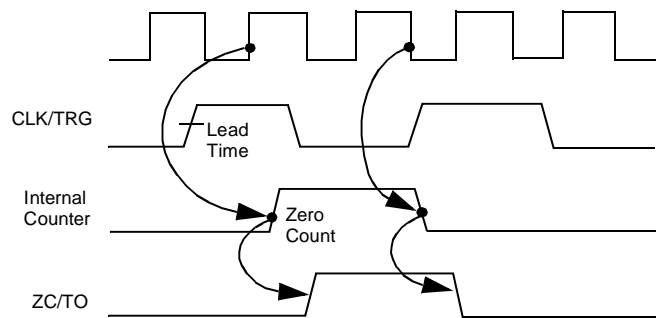 CLK/TRG
Lead
Time
Internal
Counter
Zero
Count
ZC/TO